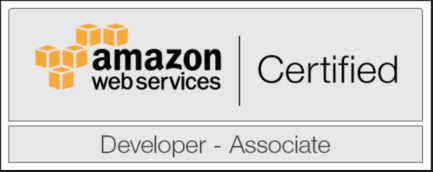 amazon
web services
Certified
Developer - Associate